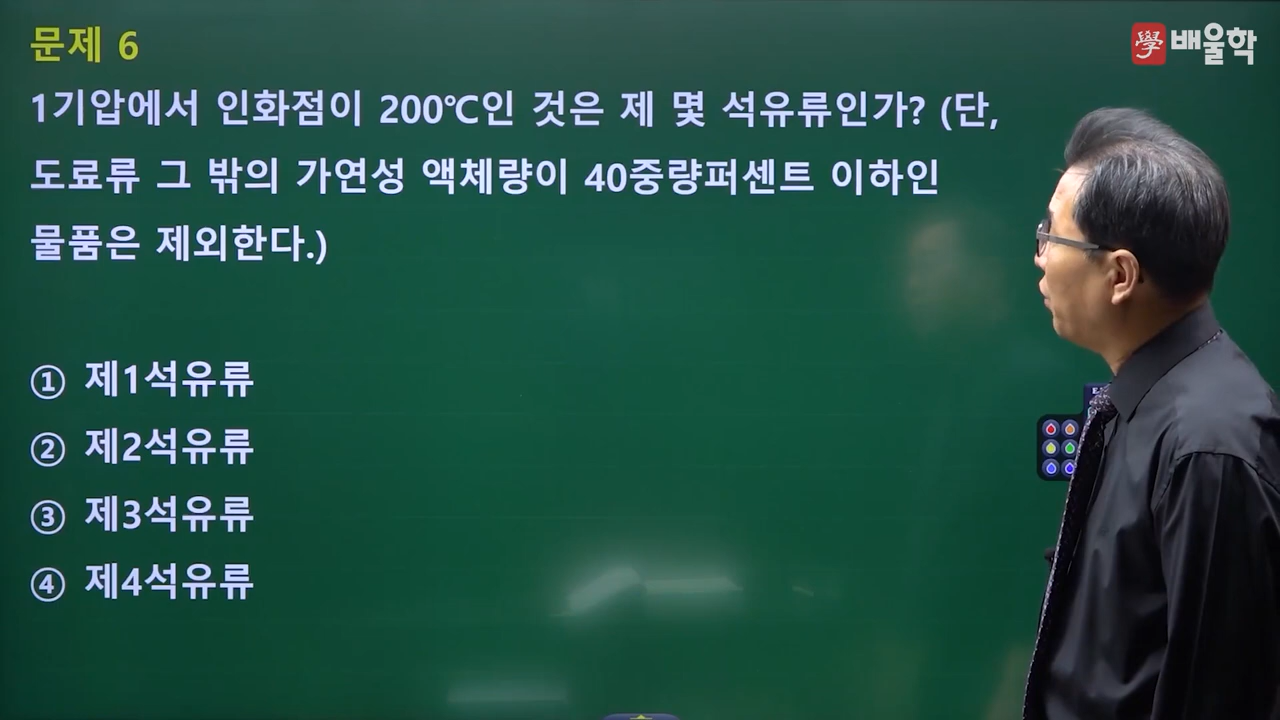 문제 6
學 배울학
1기압에서 인화점이 200℃인 것은 제 몇 석유류인가? (단,
도료류 그 밖의 가연성 액체량이 40중량퍼센트 이하인
물품은 제외한다.)
① 제1석유류
② 제2석유류
③ 제3석유류
④ 제4석유류